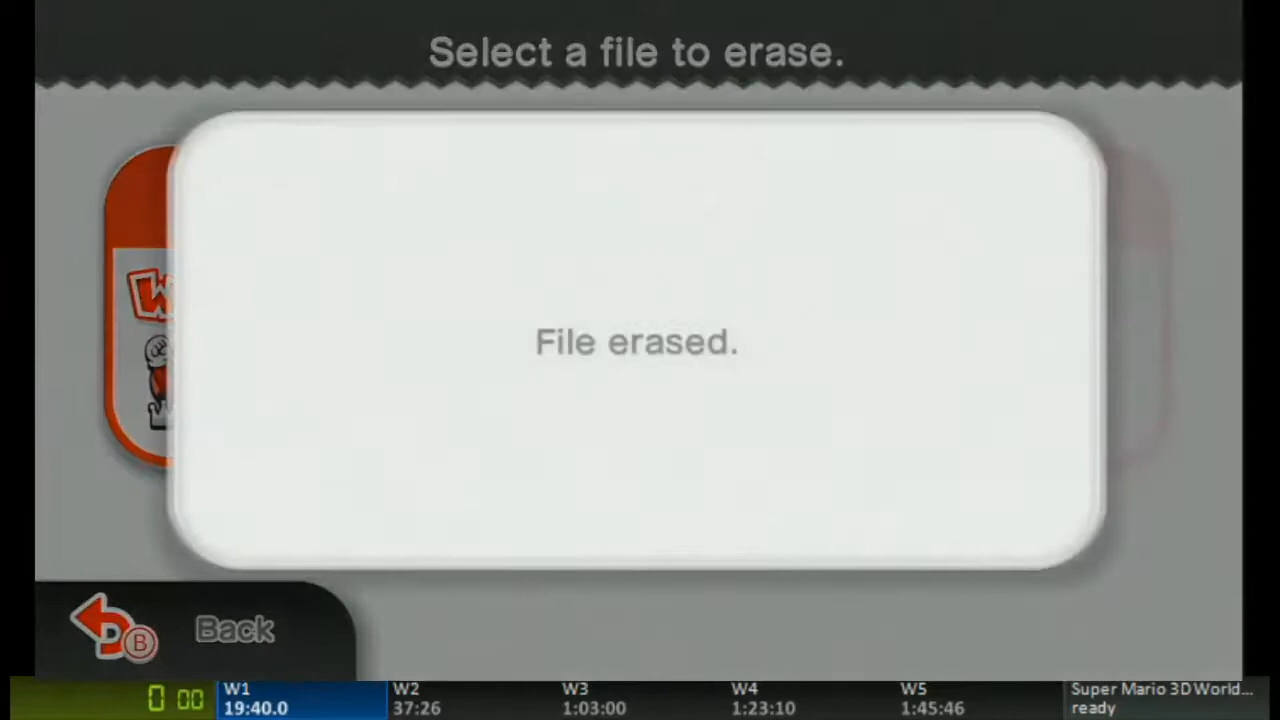 Select a file to erase.
W
File erased.
B Back
0 00
W1
19:40.0
W2
37:26
W3
1:03:00
W4
1:23:10
W5
1:45:46
Super Mario 3D World...
ready